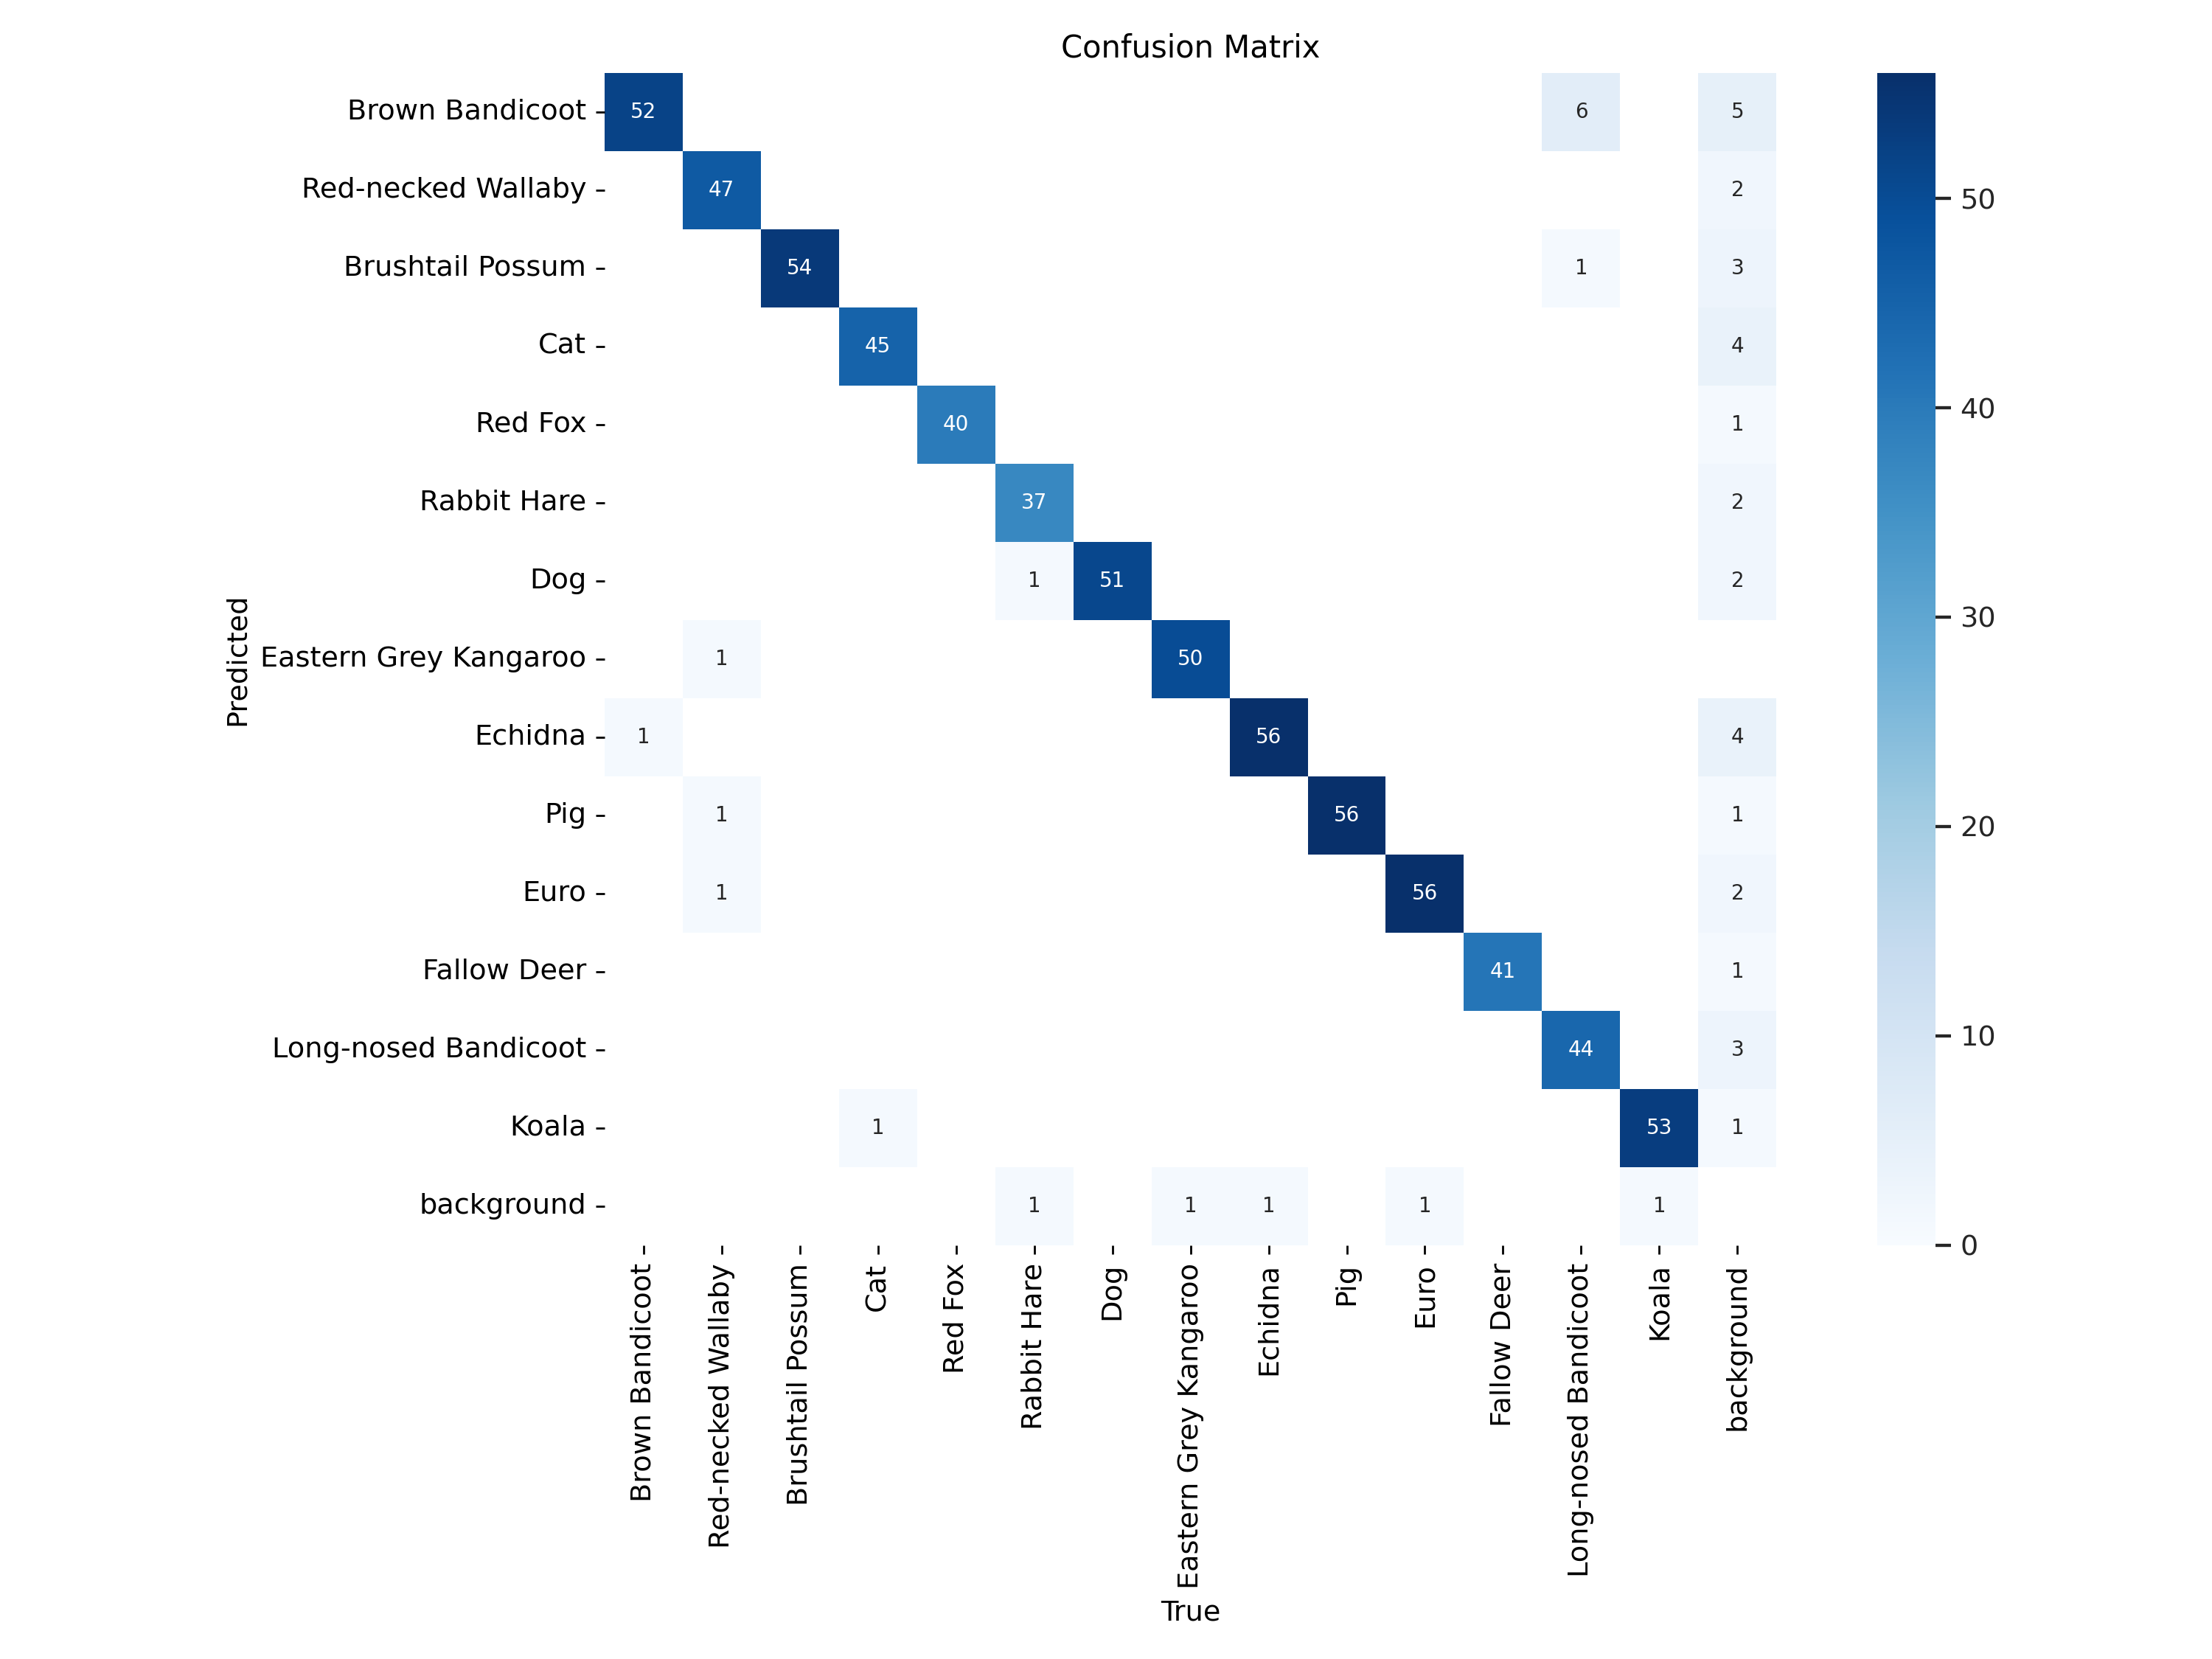 Confusion Matrix
Brown Bandicoot 52 6 5
Red-necked Wallaby 47 2
Brushtail Possum 54 1 3
Cat 45 4
Red Fox 40 1
Rabbit Hare 37 2
Dog 1 51 2
Eastern Grey Kangaroo 1 50
Echidna 1 56 4
Pig 1 56 1
Euro 1 56 2
Fallow Deer 41 1
Long-nosed Bandicoot 44 3
Koala 1 53 1
background 1 1 1 1 1
Predicted
Brown Bandicoot
Red-necked Wallaby
Brushtail Possum
Cat
Red Fox
Rabbit Hare
Dog
Eastern Grey Kangaroo
Echidna
Pig
Euro
Fallow Deer
Long-nosed Bandicoot
Koala
background
True
50
40
30
20
10
0